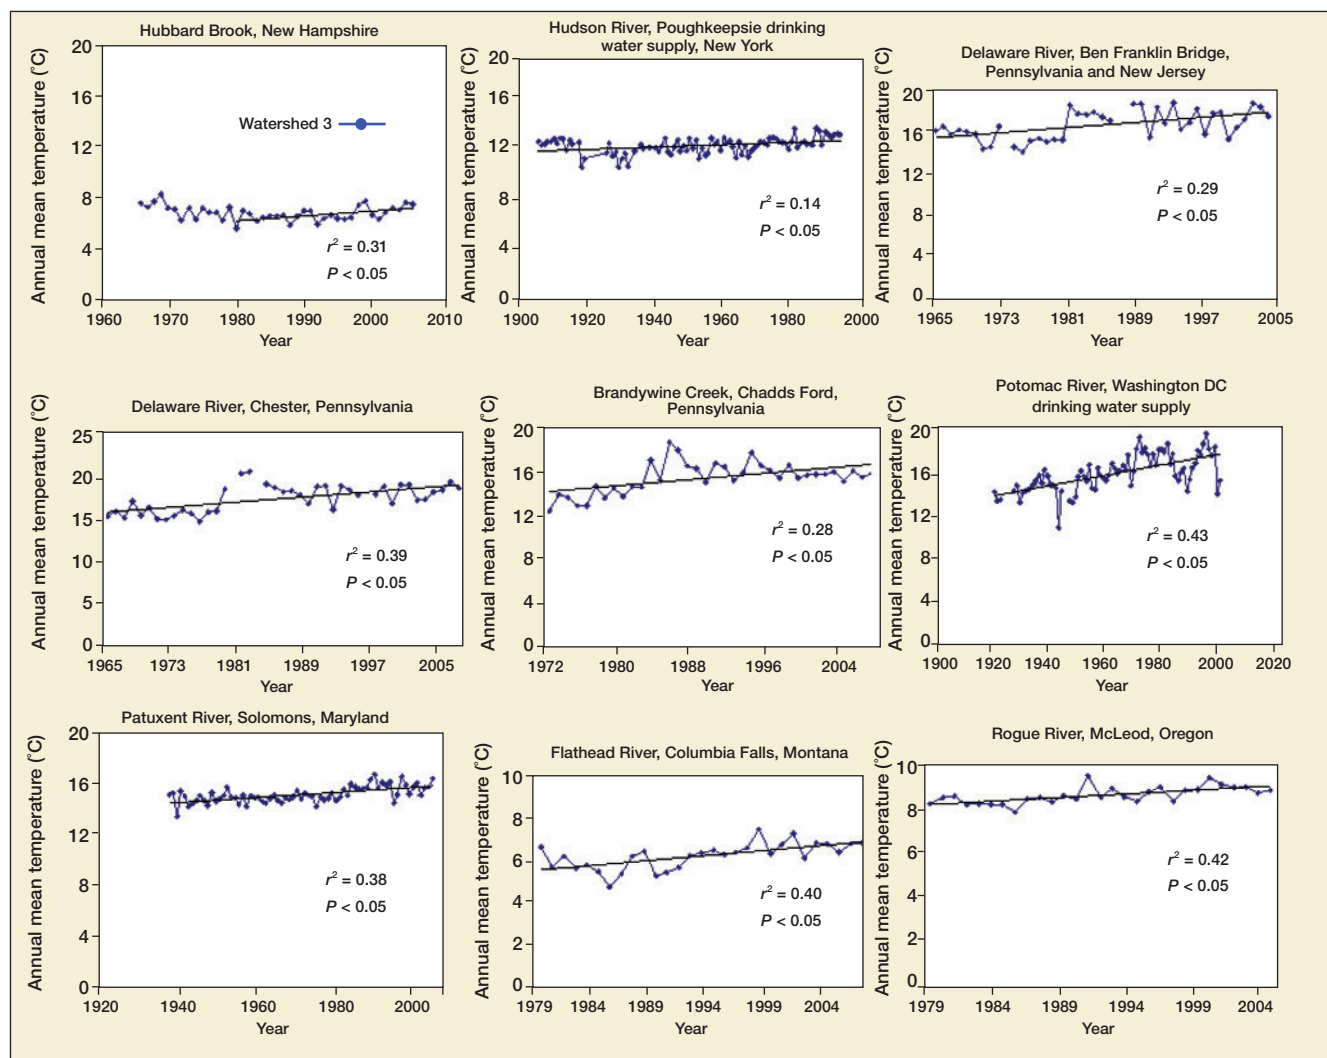 Hubbard Brook, New Hampshire
Annual mean temperature (˚C)
20
16
12
8
4
0
Watershed 3
r² = 0.31
P < 0.05
1960 1970 1980 1990 2000 2010
Year
Hudson River, Poughkeepsie drinking
water supply, New York
Annual mean temperature (˚C)
20
16
12
8
4
0
r² = 0.14
P < 0.05
1900 1920 1940 1960 1980 2000
Year
Delaware River, Ben Franklin Bridge,
Pennsylvania and New Jersey
Annual mean temperature (˚C)
20
16
12
8
4
0
r² = 0.29
P < 0.05
1965 1973 1981 1989 1997 2005
Year
Delaware River, Chester, Pennsylvania
Annual mean temperature (˚C)
25
20
15
10
5
0
r² = 0.39
P < 0.05
1965 1973 1981 1989 1997 2005
Year
Brandywine Creek, Chadds Ford,
Pennsylvania
Annual mean temperature (˚C)
20
16
12
8
4
0
r² = 0.28
P < 0.05
1972 1980 1988 1996 2004
Year
Potomac River, Washington DC
drinking water supply
Annual mean temperature (˚C)
20
16
12
8
4
0
r² = 0.43
P < 0.05
1900 1920 1940 1960 1980 2000 2020
Year
Patuxent River, Solomons, Maryland
Annual mean temperature (˚C)
20
16
12
8
4
0
r² = 0.38
P < 0.05
1920 1940 1960 1980 2000
Year
Flathead River, Columbia Falls, Montana
Annual mean temperature (˚C)
10
8
6
4
2
0
r² = 0.40
P < 0.05
1979 1984 1989 1994 1999 2004
Year
Rogue River, McLeod, Oregon
Annual mean temperature (˚C)
10
8
6
4
2
0
r² = 0.42
P < 0.05
1979 1984 1989 1994 1999 2004
Year